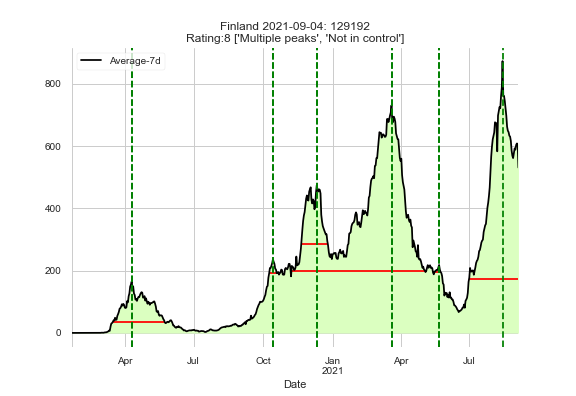 Finland 2021-09-04: 129192
Rating:8 ['Multiple peaks', 'Not in control']
Average-7d
800
600
400
200
0
Apr Jul Oct Jan Apr Jul
2021
Date